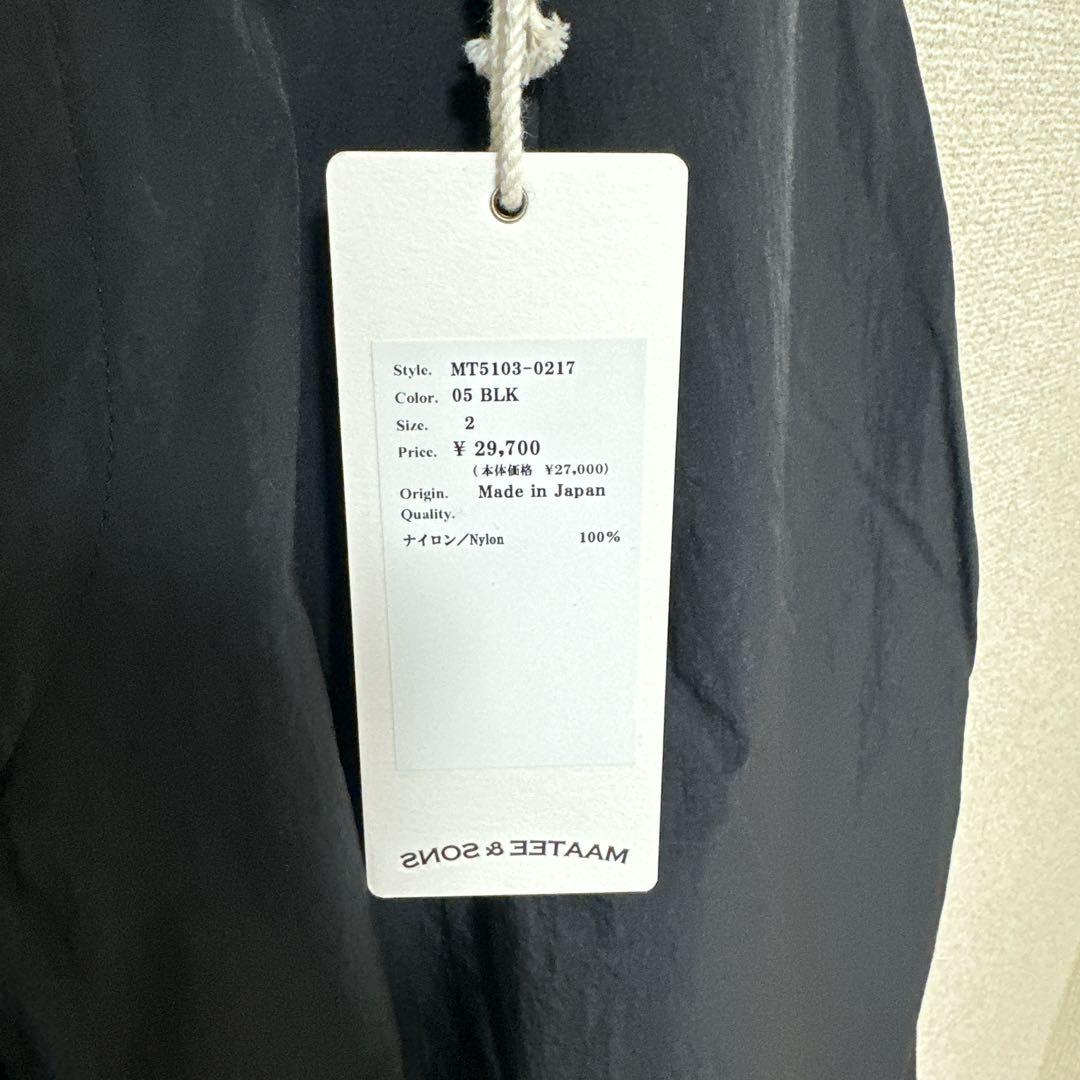 Style. MT5103-0217
Color. 05 BLK
Size. 2
Price. ¥ 29,700
(本体価格 ¥27,000)
Origin. Made in Japan
Quality.
ナイロン/Nylon 100%
MAATEE & SONS